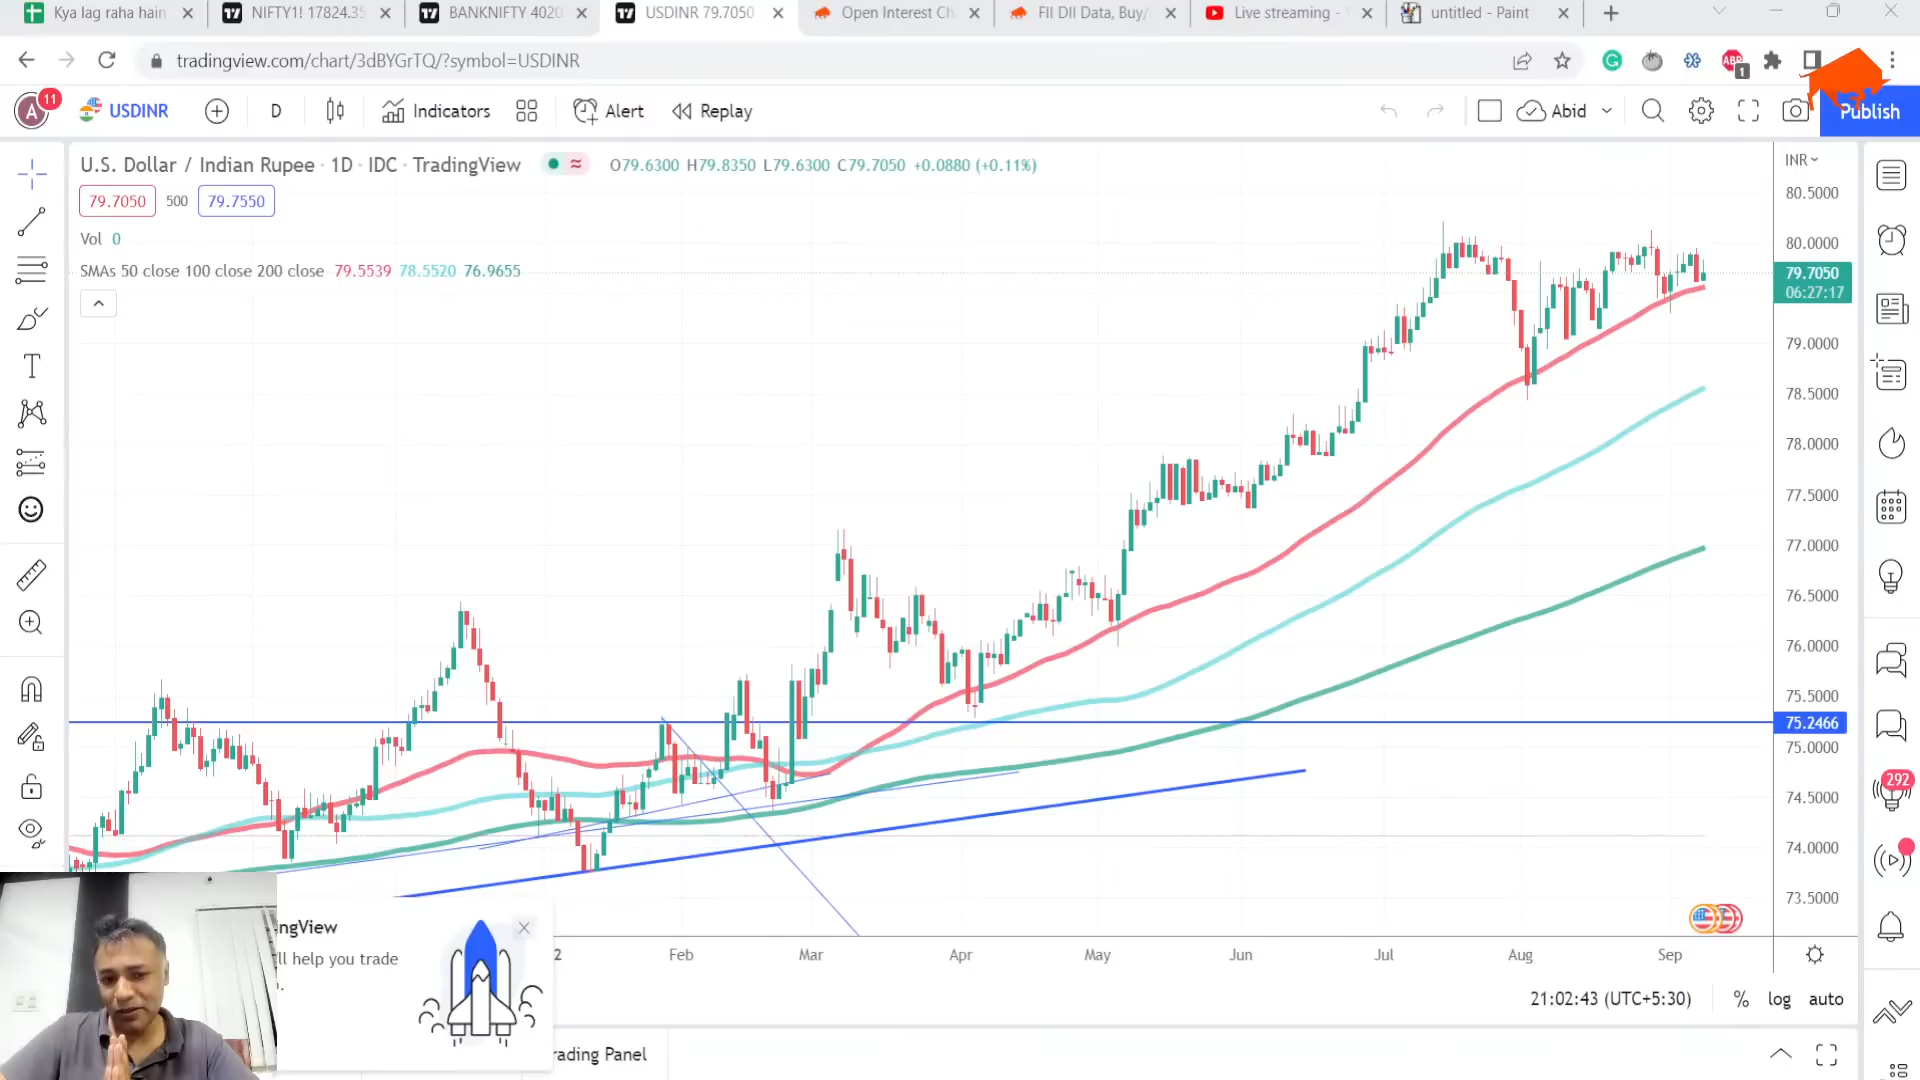 Kya lag raha hain
NIFTY1! 17824.35
BANKNIFTY 4020
USDINR 79.7050
Open Interest Ch
FII DII Data, Buy/
Live streaming -
untitled - Paint
tradingview.com/chart/3dBYGrTQ/?symbol=USDINR
ABP
1
A
11
USDINR
D
Indicators
Alert
Replay
Abid
Publish
U.S. Dollar / Indian Rupee · 1D · IDC · TradingView
O79.6300 H79.8350 L79.6300 C79.7050 +0.0880 (+0.11%)
INR
79.7050 500 79.7550
Vol 0
SMAs 50 close 100 close 200 close 79.5539 78.5520 76.9655
80.5000
80.0000
79.7050
06:27:17
79.0000
78.5000
78.0000
77.5000
77.0000
76.5000
76.0000
75.5000
75.2466
75.0000
74.5000
74.0000
73.5000
292
ngView
ll help you trade
2 Feb Mar Apr May Jun Jul Aug Sep
21:02:43 (UTC+5:30) % log auto
rading Panel